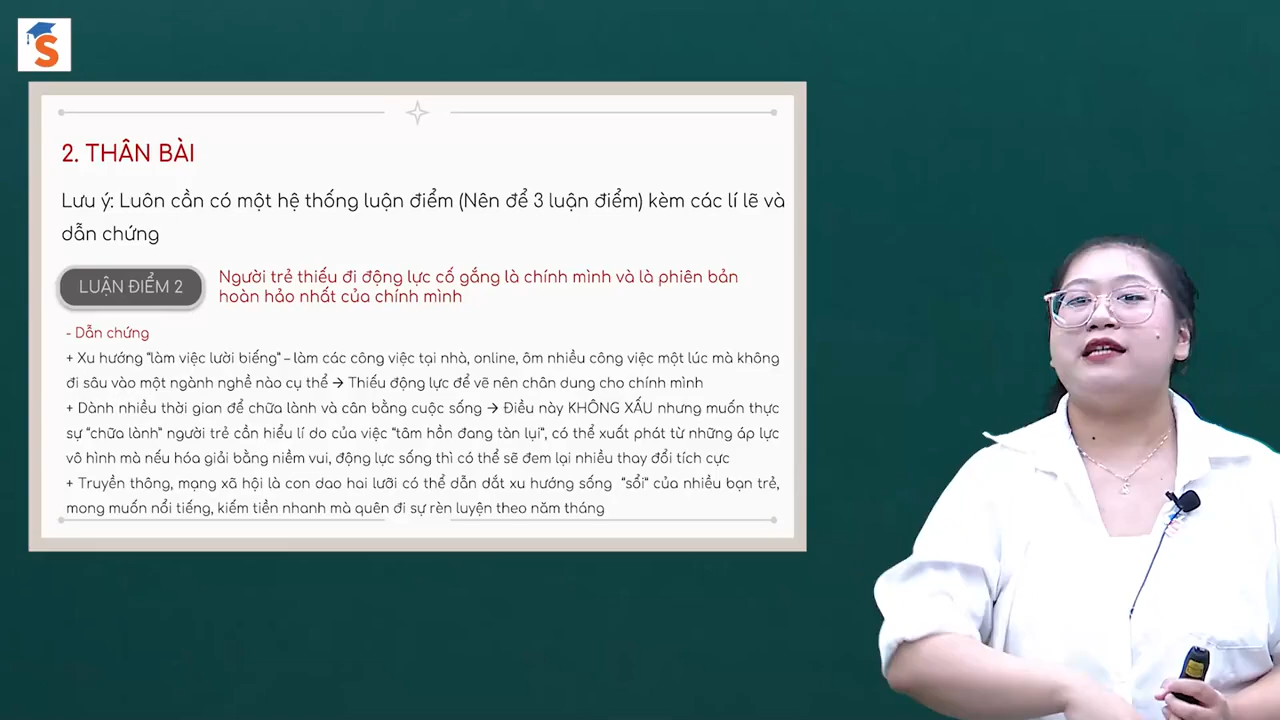 S
2. THÂN BÀI
Lưu ý: Luôn cần có một hệ thống luận điểm (Nên để 3 luận điểm) kèm các lí lẽ và
dẫn chứng
LUẬN ĐIỂM 2
Người trẻ thiếu đi động lực cố gắng là chính mình và là phiên bản
hoàn hảo nhất của chính mình
- Dẫn chứng
+ Xu hướng "làm việc lười biếng" – làm các công việc tại nhà, online, ôm nhiều công việc một lúc mà không
đi sâu vào một ngành nghề nào cụ thể → Thiếu động lực để vẽ nên chân dung cho chính mình
+ Dành nhiều thời gian để chữa lành và cân bằng cuộc sống → Điều này KHÔNG XẤU nhưng muốn thực
sự "chữa lành" người trẻ cần hiểu lí do của việc "tâm hồn đang tàn lụi", có thể xuất phát từ những áp lực
vô hình mà nếu hóa giải bằng niềm vui, động lực sống thì có thể sẽ đem lại nhiều thay đổi tích cực
+ Truyền thông, mạng xã hội là con dao hai lưỡi có thể dẫn dắt xu hướng sống "sổi" của nhiều bạn trẻ,
mong muốn nổi tiếng, kiếm tiền nhanh mà quên đi sự rèn luyện theo năm tháng